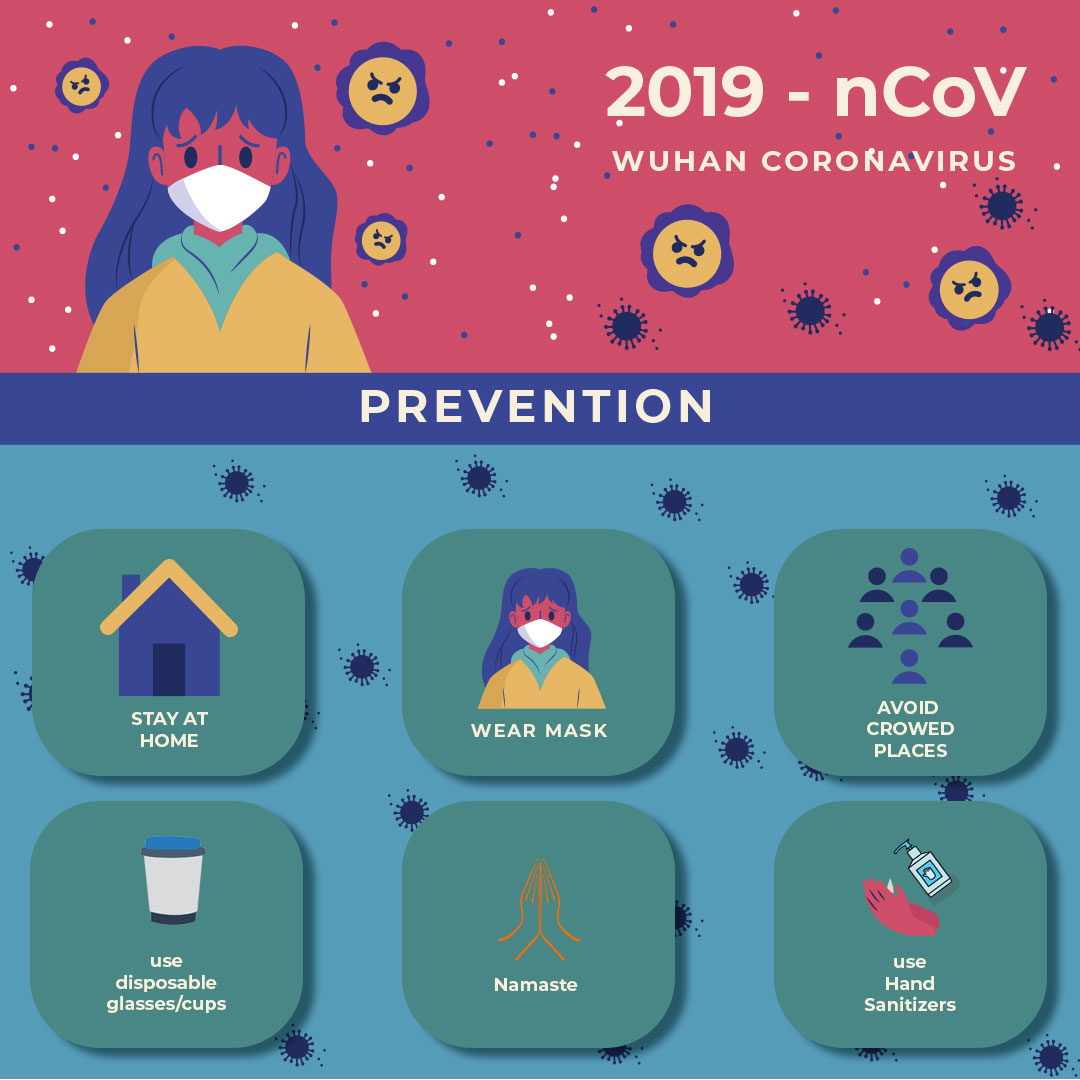 2019 - nCoV
WUHAN CORONAVIRUS
PREVENTION
STAY AT
HOME
WEAR MASK
AVOID
CROWED
PLACES
use
disposable
glasses/cups
Namaste
use
Hand
Sanitizers